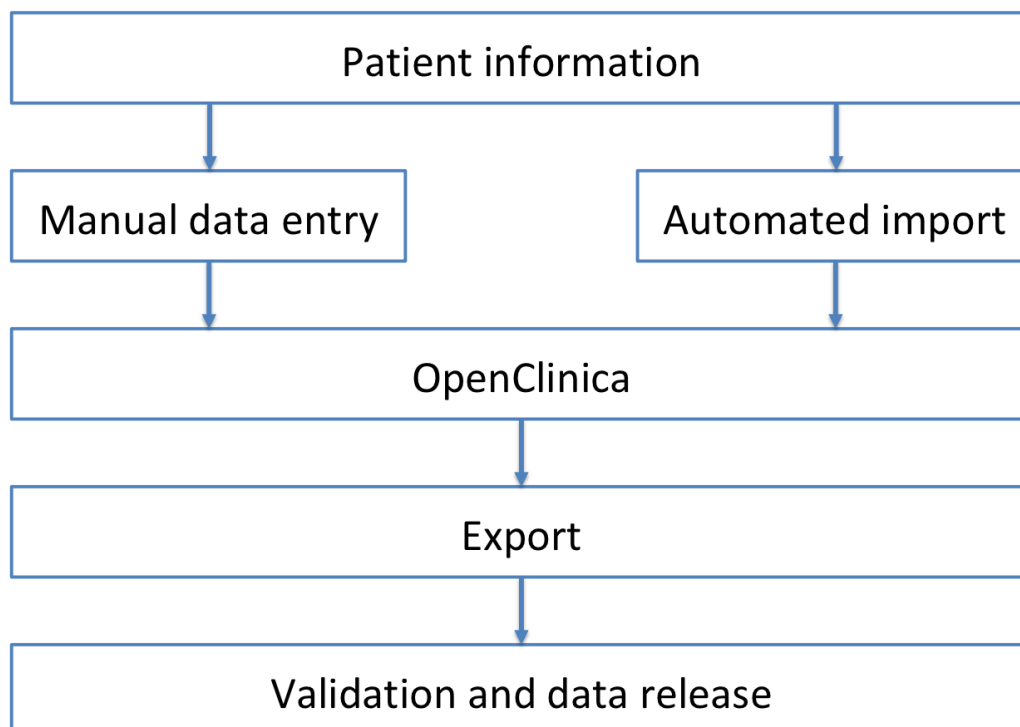 Patient information
Manual data entry
Automated import
OpenClinica
Export
Validation and data release